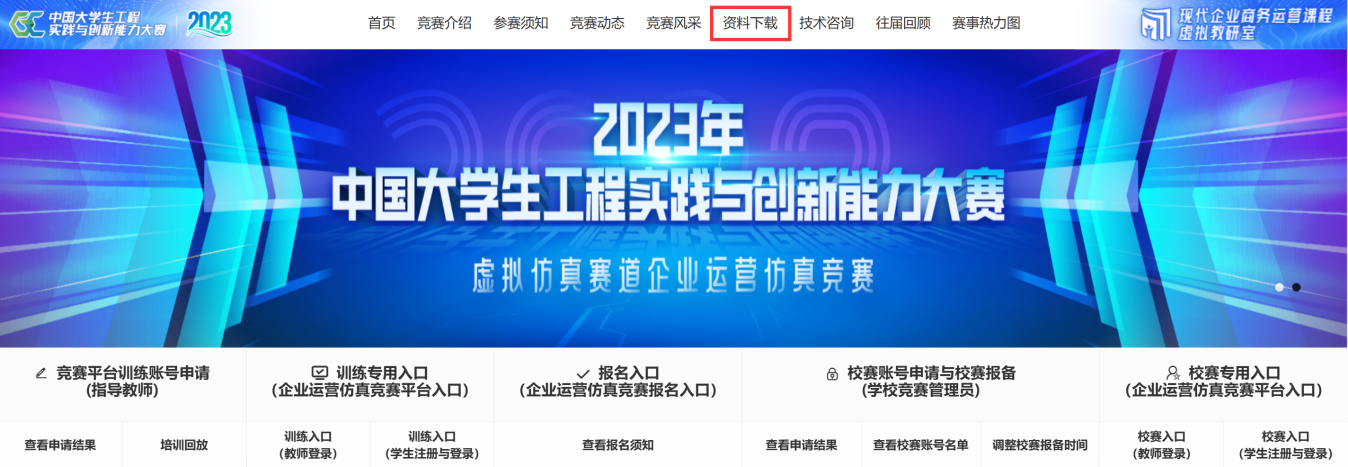 中国大学生工程
实践与创新能力大赛
2023
首页 竞赛介绍 参赛须知 竞赛动态 竞赛风采 资料下载 技术咨询 往届回顾 赛事热力图
现代企业商务运营课程
虚拟教研室
2023年
中国大学生工程实践与创新能力大赛
虚拟仿真赛道企业运营仿真竞赛
竞赛平台训练账号申请
(指导教师)
训练专用入口
(企业运营仿真竞赛平台入口)
报名入口
(企业运营仿真竞赛报名入口)
校赛账号申请与校赛报备
(学校竞赛管理员)
校赛专用入口
(企业运营仿真竞赛平台入口)
查看申请结果
培训回放
训练入口
(教师登录)
训练入口
(学生注册与登录)
查看报名须知
查看申请结果
查看校赛账号名单
调整校赛报备时间
校赛入口
(教师登录)
校赛入口
(学生注册与登录)